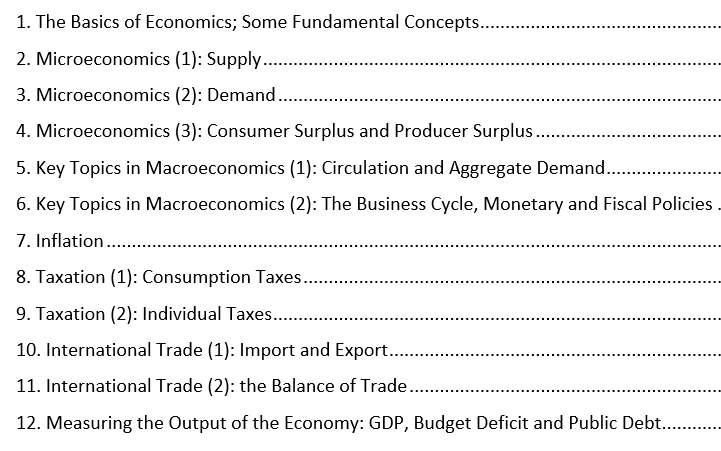 1. The Basics of Economics; Some Fundamental Concepts................................................
2. Microeconomics (1): Supply............................................................................................
3. Microeconomics (2): Demand.........................................................................................
4. Microeconomics (3): Consumer Surplus and Producer Surplus.....................................
5. Key Topics in Macroeconomics (1): Circulation and Aggregate Demand.......................
6. Key Topics in Macroeconomics (2): The Business Cycle, Monetary and Fiscal Policies .
7. Inflation..........................................................................................................................
8. Taxation (1): Consumption Taxes....................................................................................
9. Taxation (2): Individual Taxes..........................................................................................
10. International Trade (1): Import and Export...................................................................
11. International Trade (2): the Balance of Trade...............................................................
12. Measuring the Output of the Economy: GDP, Budget Deficit and Public Debt............